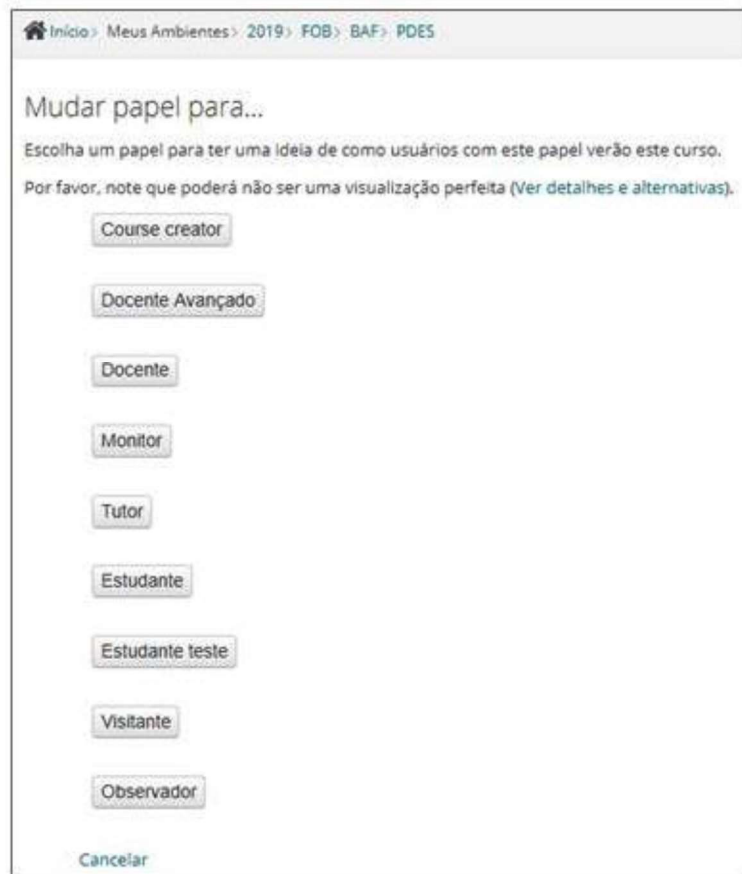 Início> Meus Ambientes> 2019> FOB> BAF> PDES
Mudar papel para...
Escolha um papel para ter uma ideia de como usuários com este papel verão este curso.
Por favor, note que poderá não ser uma visualização perfeita (Ver detalhes e alternativas).
Course creator
Docente Avançado
Docente
Monitor
Tutor
Estudante
Estudante teste
Visitante
Observador
Cancelar